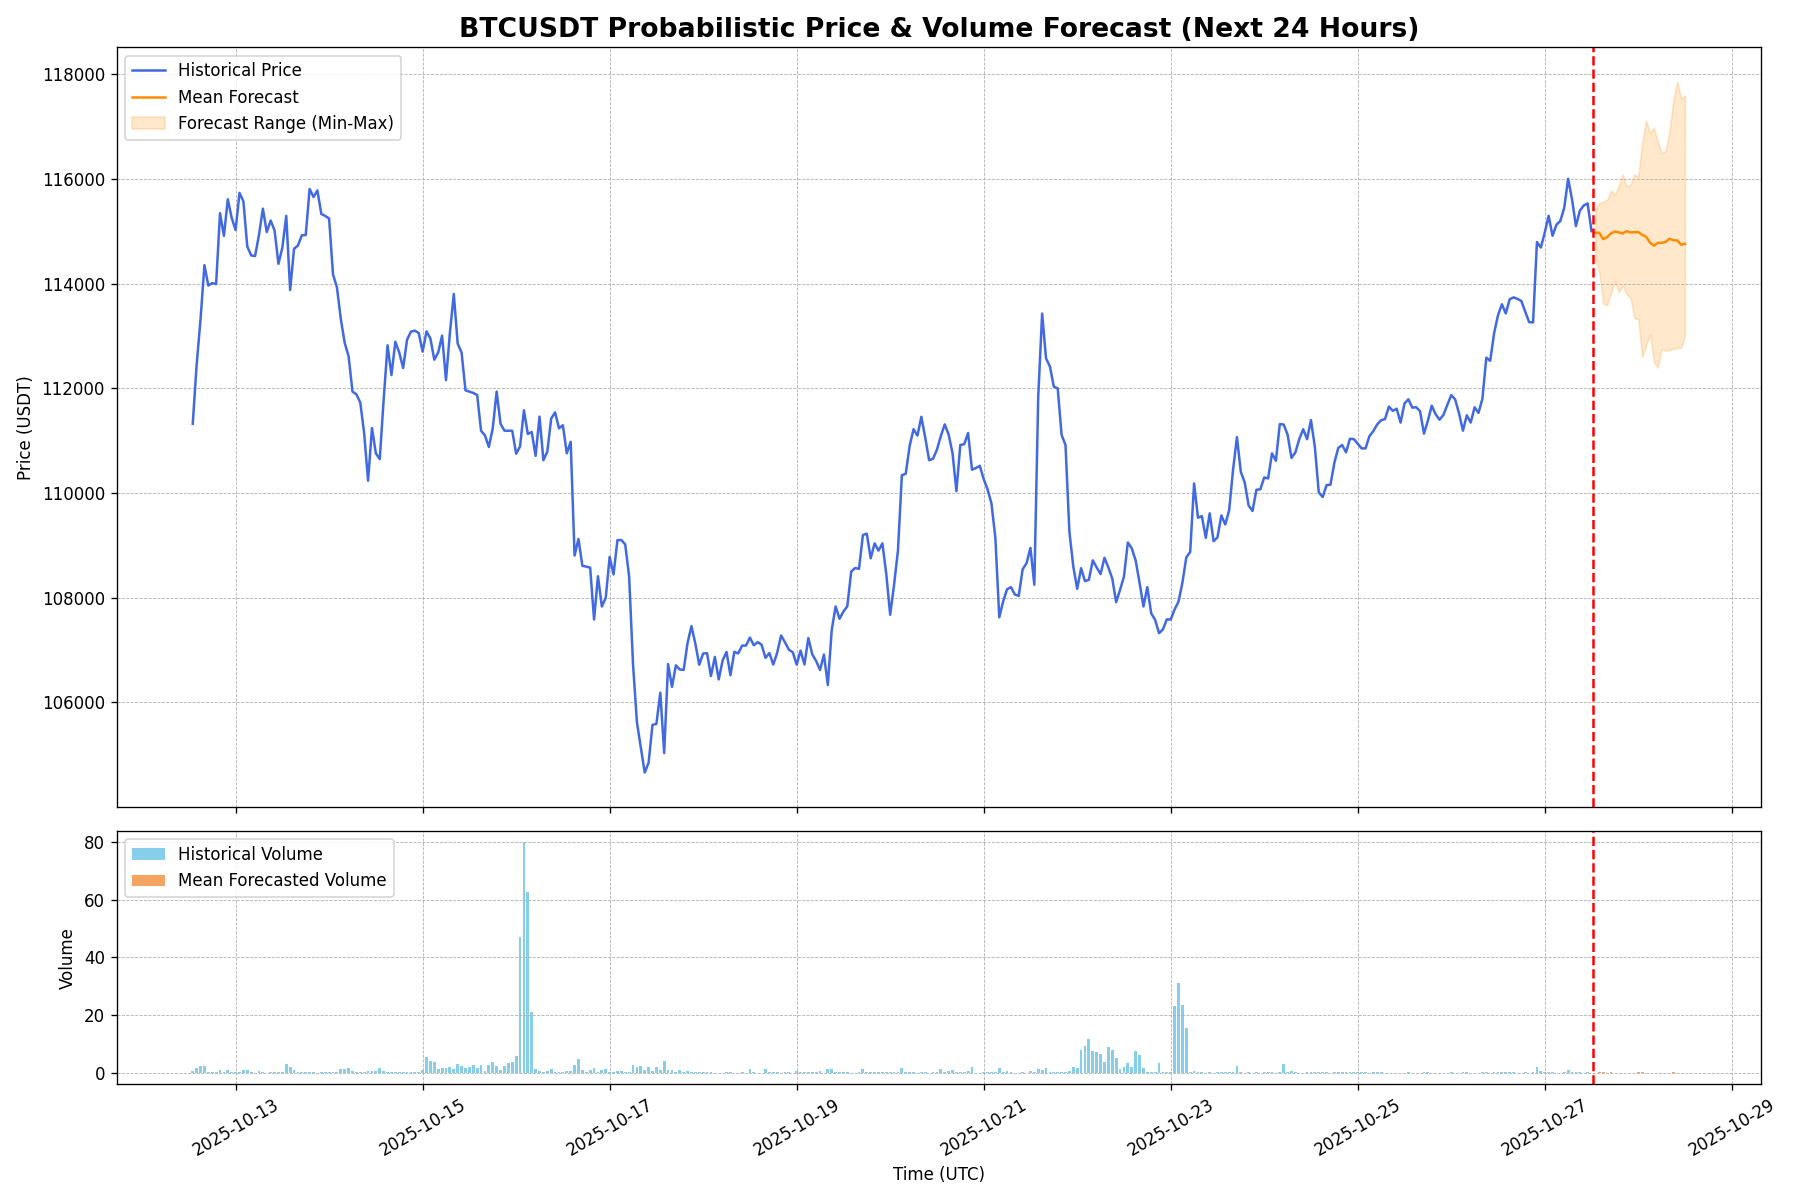 BTCUSDT Probabilistic Price & Volume Forecast (Next 24 Hours)
Historical Price
Mean Forecast
Forecast Range (Min-Max)
118000
116000
114000
112000
110000
108000
106000
Price (USDT)
Historical Volume
Mean Forecasted Volume
80
60
40
20
0
Volume
2025-10-13
2025-10-15
2025-10-17
2025-10-19
2025-10-21
2025-10-23
2025-10-25
2025-10-27
2025-10-29
Time (UTC)